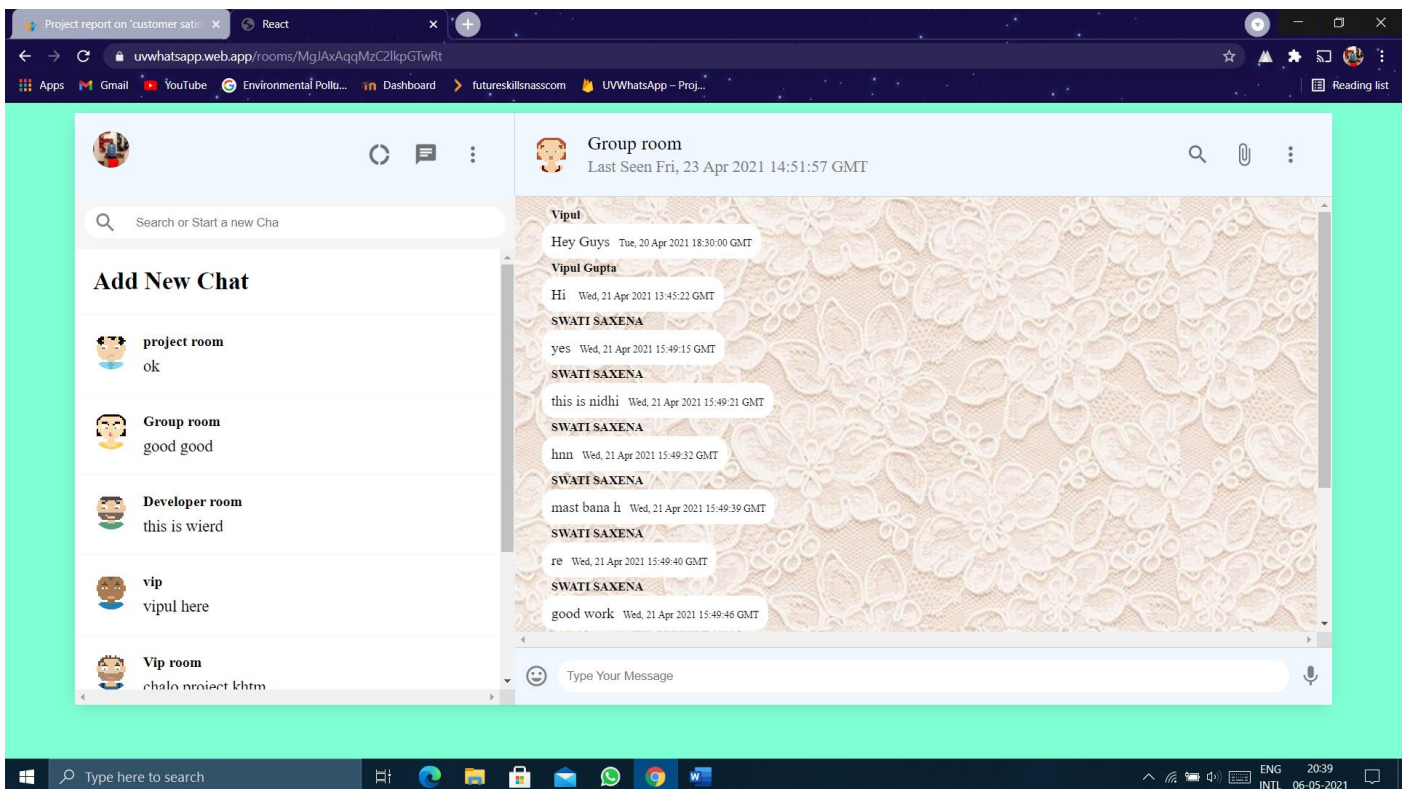 Project report on 'customer satis
React
uvwhatsapp.web.app/rooms/MgJAxAqqMzC2lkpGTwRt
Apps
Gmail
YouTube
Environmental Pollu...
Dashboard
futureskillsnasscom
UVWhatsApp – Proj...
Reading list
Search or Start a new Cha
Add New Chat
project room
ok
Group room
good good
Developer room
this is wierd
vip
vipul here
Vip room
chalo project khtm
Group room
Last Seen Fri, 23 Apr 2021 14:51:57 GMT
Vipul
Hey Guys Tue, 20 Apr 2021 18:30:00 GMT
Vipul Gupta
Hi Wed, 21 Apr 2021 13:45:22 GMT
SWATI SAXENA
yes Wed, 21 Apr 2021 15:49:15 GMT
SWATI SAXENA
this is nidhi Wed, 21 Apr 2021 15:49:21 GMT
SWATI SAXENA
hnn Wed, 21 Apr 2021 15:49:32 GMT
SWATI SAXENA
mast bana h Wed, 21 Apr 2021 15:49:39 GMT
SWATI SAXENA
re Wed, 21 Apr 2021 15:49:40 GMT
SWATI SAXENA
good work Wed, 21 Apr 2021 15:49:46 GMT
Type Your Message
Type here to search
ENG
INTL
20:39
06-05-2021